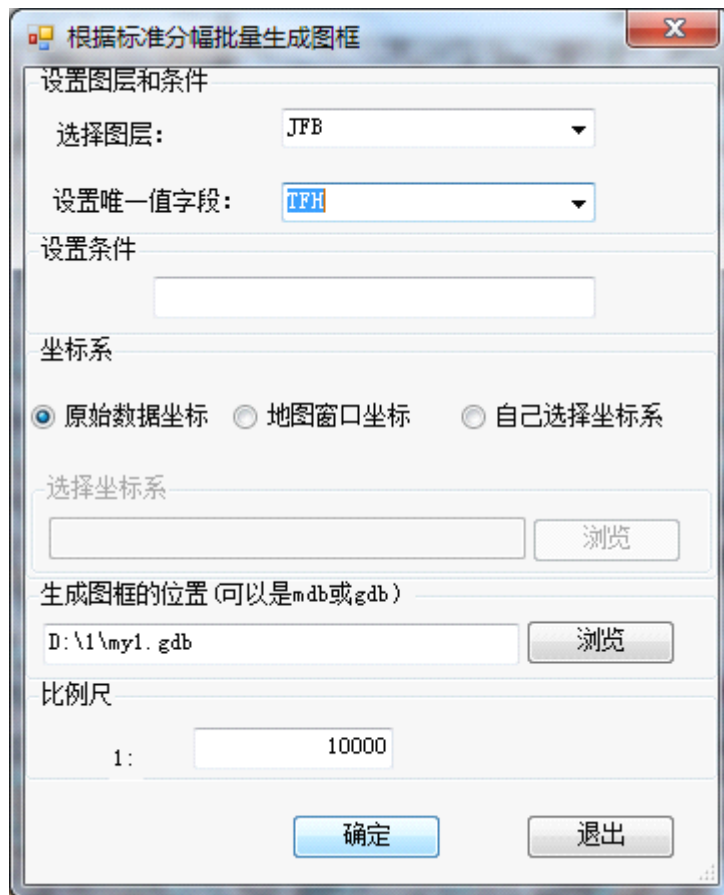 根据标准分幅批量生成图框
设置图层和条件
选择图层: JFB
设置唯一值字段: TFH
设置条件
坐标系
原始数据坐标 地图窗口坐标 自己选择坐标系
选择坐标系
浏览
生成图框的位置(可以是mdb或gdb)
D:\1\my1.gdb 浏览
比例尺
1: 10000
确定 退出